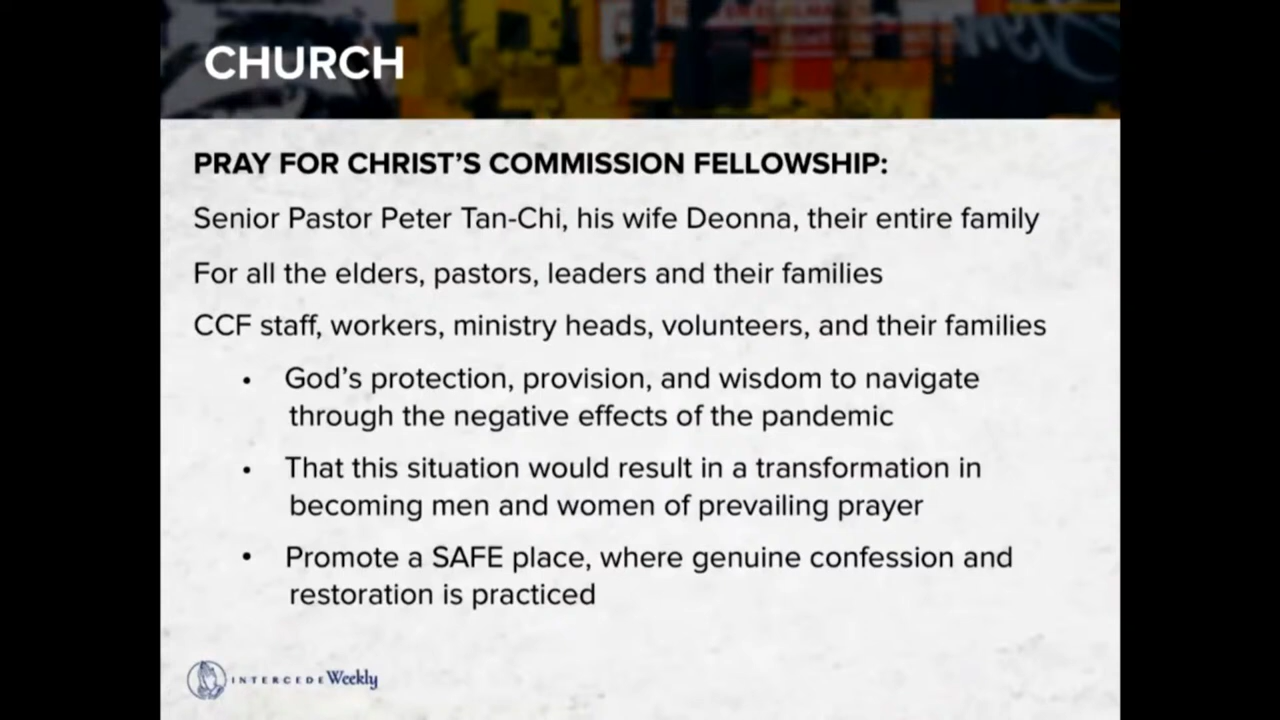 CHURCH
PRAY FOR CHRIST'S COMMISSION FELLOWSHIP:
Senior Pastor Peter Tan-Chi, his wife Deonna, their entire family
For all the elders, pastors, leaders and their families
CCF staff, workers, ministry heads, volunteers, and their families
• God's protection, provision, and wisdom to navigate
through the negative effects of the pandemic
• That this situation would result in a transformation in
becoming men and women of prevailing prayer
• Promote a SAFE place, where genuine confession and
restoration is practiced
INTERCEDE Weekly